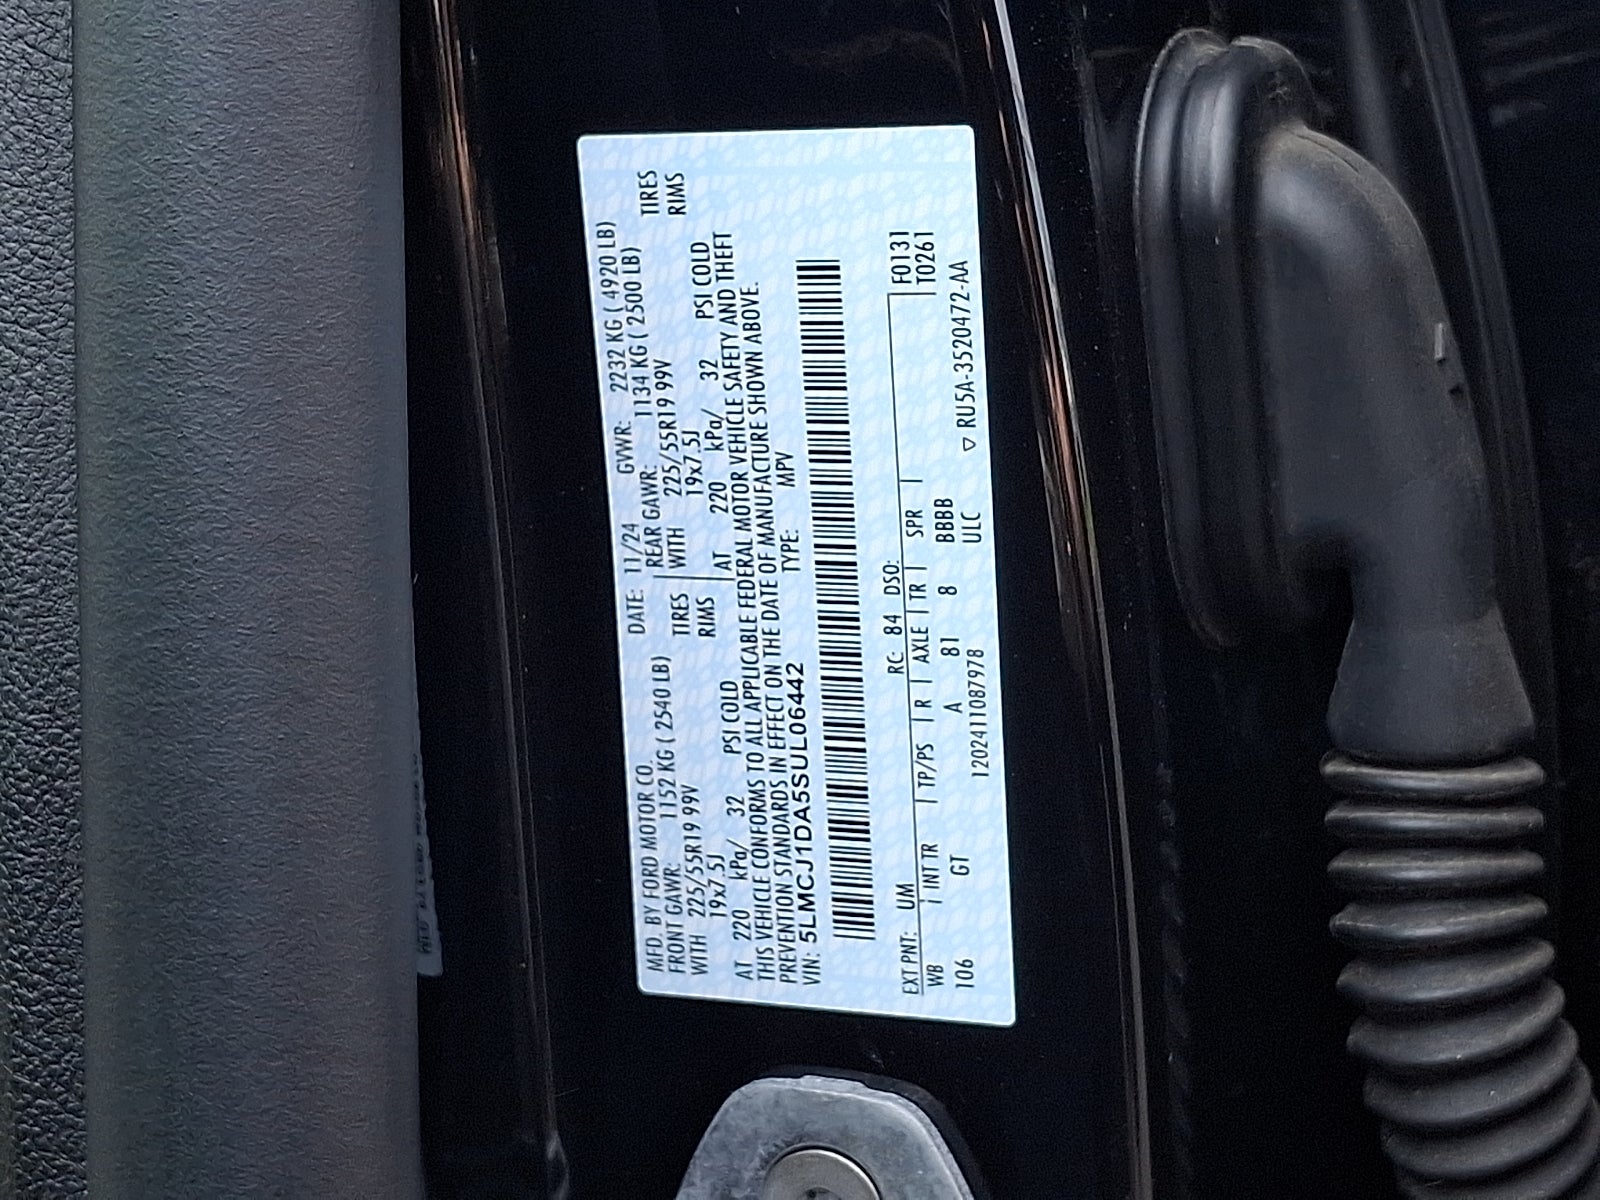 MFD. BY FORD MOTOR CO. DATE: 11/24 GVWR: 2232 KG ( 4920 LB)
FRONT GAWR: 1152 KG ( 2540 LB) REAR GAWR: 1134 KG ( 2500 LB)
WITH 225/55R19 99V TIRES WITH 225/55R19 99V TIRES
19x7.5J RIMS 19x7.5J RIMS
AT 220 kPa/ 32 PSI COLD AT 220 kPa/ 32 PSI COLD
THIS VEHICLE CONFORMS TO ALL APPLICABLE FEDERAL MOTOR VEHICLE SAFETY AND THEFT
PREVENTION STANDARDS IN EFFECT ON THE DATE OF MANUFACTURE SHOWN ABOVE.
VIN: 5LMCJ1DA5SUL06442 TYPE: MPV
EXT PNT: UM RC: 84 DSO: F0131
WB INT TR TP/PS R AXLE TR SPR T0261
106 GT A 81 8 BBBB
1202411087978 ULC ▽ RU5A-3520472-AA